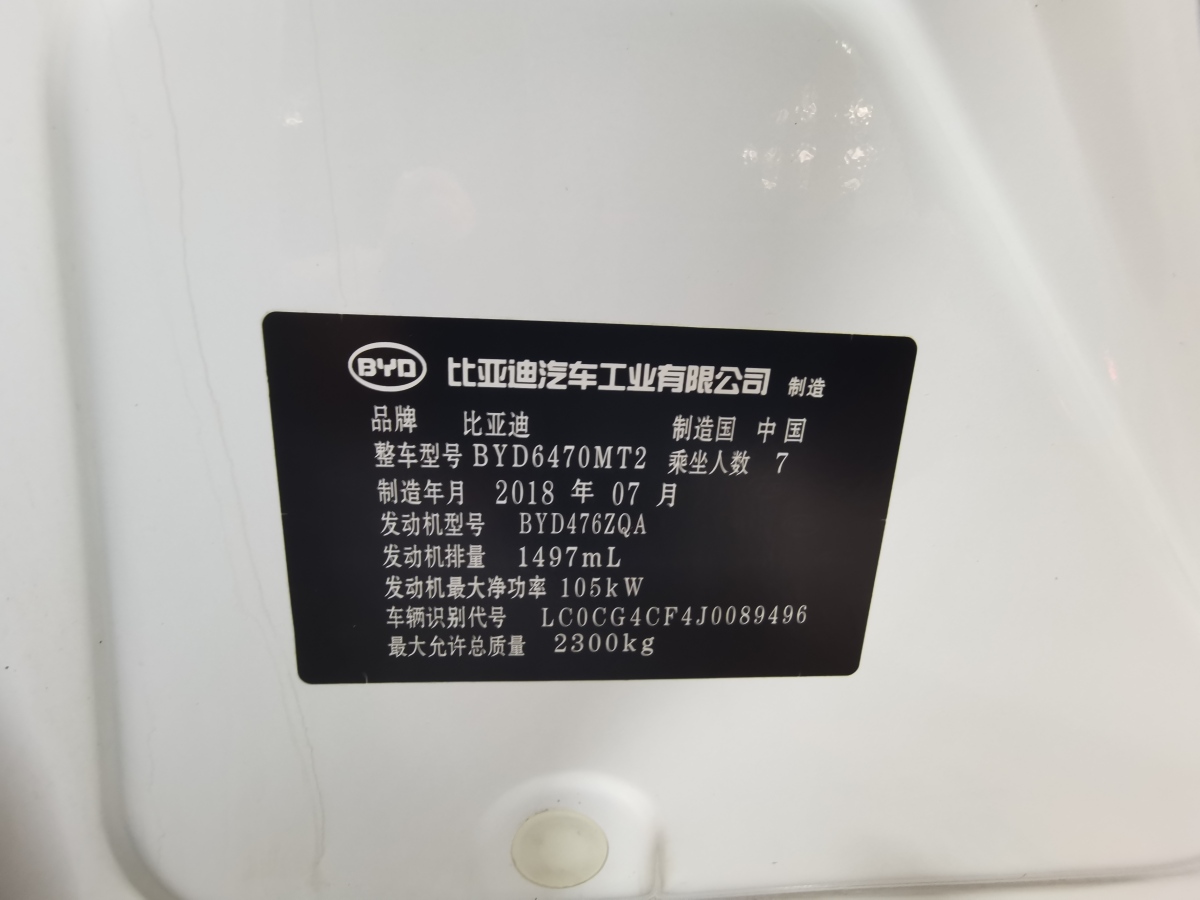 BYD 比亚迪汽车工业有限公司 制造
品牌 比亚迪 制造国 中国
整车型号 BYD6470MT2 乘坐人数 7
制造年月 2018 年 07 月
发动机型号 BYD476ZQA
发动机排量 1497mL
发动机最大净功率 105kW
车辆识别代号 LC0CG4CF4J0089496
最大允许总质量 2300kg